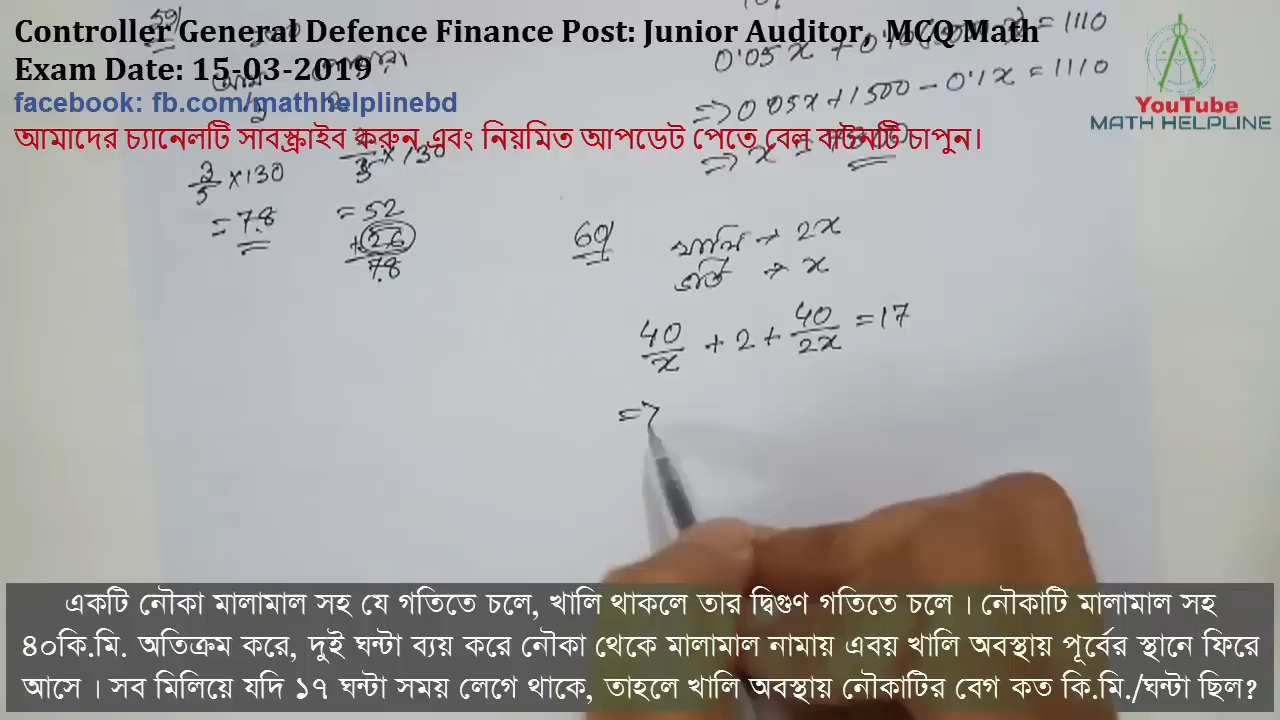 Controller General Defence Finance Post: Junior Auditor, MCQ Math
Exam Date: 15-03-2019
facebook: fb.com/mathhelplinebd
আমাদের চ্যানেলটি সাবস্ক্রাইব করুন এবং নিয়মিত আপডেট পেতে বেল বাটনটি চাপুন।
YouTube
MATH HELPLINE
59/
= 1110
=> 0.05x + 1500 - 0.1x = 1110
=> x =
3/5 × 130
= 78
× 130
= 52
+ 26
78
60/
খালি → 2x
ভর্তি → x
40/x + 2 + 40/2x = 17
=>
একটি নৌকা মালামাল সহ যে গতিতে চলে, খালি থাকলে তার দ্বিগুণ গতিতে চলে । নৌকাটি মালামাল সহ
৪০কি.মি. অতিক্রম করে, দুই ঘন্টা ব্যয় করে নৌকা থেকে মালামাল নামায় এবয় খালি অবস্থায় পূর্বের স্থানে ফিরে
আসে । সব মিলিয়ে যদি ১৭ ঘন্টা সময় লেগে থাকে, তাহলে খালি অবস্থায় নৌকাটির বেগ কত কি.মি./ঘন্টা ছিল?